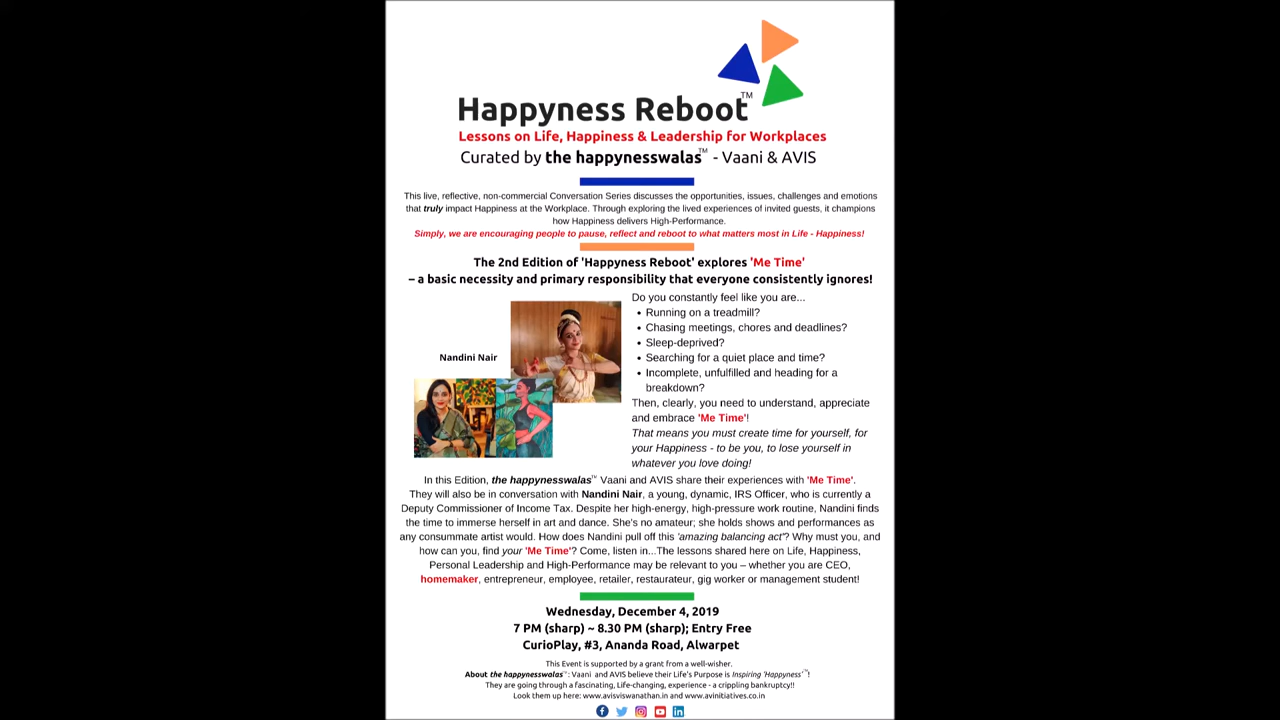 Happyness Reboot™
Lessons on Life, Happiness & Leadership for Workplaces
Curated by the happynesswalas™ - Vaani & AVIS
This live, reflective, non-commercial Conversation Series discusses the opportunities, issues, challenges and emotions
that truly impact Happiness at the Workplace. Through exploring the lived experiences of invited guests, it champions
how Happiness delivers High-Performance.
Simply, we are encouraging people to pause, reflect and reboot to what matters most in Life - Happiness!
The 2nd Edition of 'Happyness Reboot' explores 'Me Time'
– a basic necessity and primary responsibility that everyone consistently ignores!
Nandini Nair
Do you constantly feel like you are...
• Running on a treadmill?
• Chasing meetings, chores and deadlines?
• Sleep-deprived?
• Searching for a quiet place and time?
• Incomplete, unfulfilled and heading for a
breakdown?
Then, clearly, you need to understand, appreciate
and embrace 'Me Time'!
That means you must create time for yourself, for
your Happiness - to be you, to lose yourself in
whatever you love doing!
In this Edition, the happynesswalas™ Vaani and AVIS share their experiences with 'Me Time'.
They will also be in conversation with Nandini Nair, a young, dynamic, IRS Officer, who is currently a
Deputy Commissioner of Income Tax. Despite her high-energy, high-pressure work routine, Nandini finds
the time to immerse herself in art and dance. She's no amateur; she holds shows and performances as
any consummate artist would. How does Nandini pull off this 'amazing balancing act'? Why must you, and
how can you, find your 'Me Time'? Come, listen in...The lessons shared here on Life, Happiness,
Personal Leadership and High-Performance may be relevant to you – whether you are CEO,
homemaker, entrepreneur, employee, retailer, restaurateur, gig worker or management student!
Wednesday, December 4, 2019
7 PM (sharp) ~ 8.30 PM (sharp); Entry Free
CurioPlay, #3, Ananda Road, Alwarpet
This Event is supported by a grant from a well-wisher.
About the happynesswalas™: Vaani and AVIS believe their Life's Purpose is Inspiring 'Happyness'™!
They are going through a fascinating, Life-changing, experience - a crippling bankruptcy!!
Look them up here: www.avisviswanathan.in and www.avinitiatives.co.in